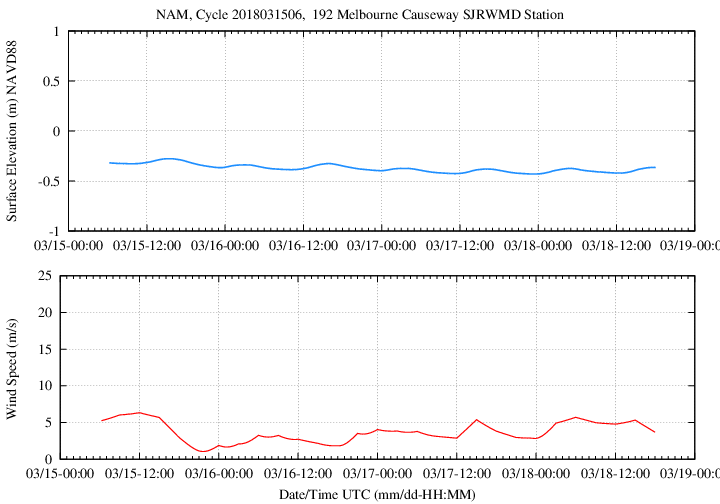 NAM, Cycle 2018031506,  192 Melbourne Causeway SJRWMD Station
Surface Elevation (m) NAVD88
1
0.5
0
-0.5
-1
03/15-00:00 03/15-12:00 03/16-00:00 03/16-12:00 03/17-00:00 03/17-12:00 03/18-00:00 03/18-12:00 03/19-0
Wind Speed (m/s)
25
20
15
10
5
0
03/15-00:00 03/15-12:00 03/16-00:00 03/16-12:00 03/17-00:00 03/17-12:00 03/18-00:00 03/18-12:00 03/19-0
Date/Time UTC (mm/dd-HH:MM)